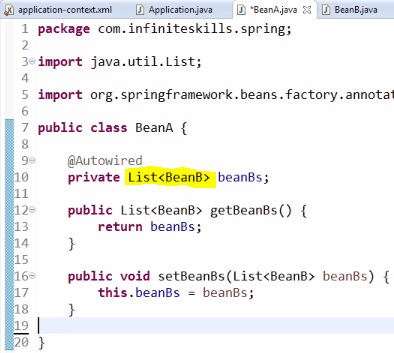 application-context.xml Application.java *BeanA.java BeanB.java
1 package com.infiniteskills.spring;
2
3 import java.util.List;
4
5 import org.springframework.beans.factory.annotat
6
7 public class BeanA {
8
9 @Autowired
10 private List<BeanB> beanBs;
11
12 public List<BeanB> getBeanBs() {
13 return beanBs;
14 }
15
16 public void setBeanBs(List<BeanB> beanBs) {
17 this.beanBs = beanBs;
18 }
19
20 }